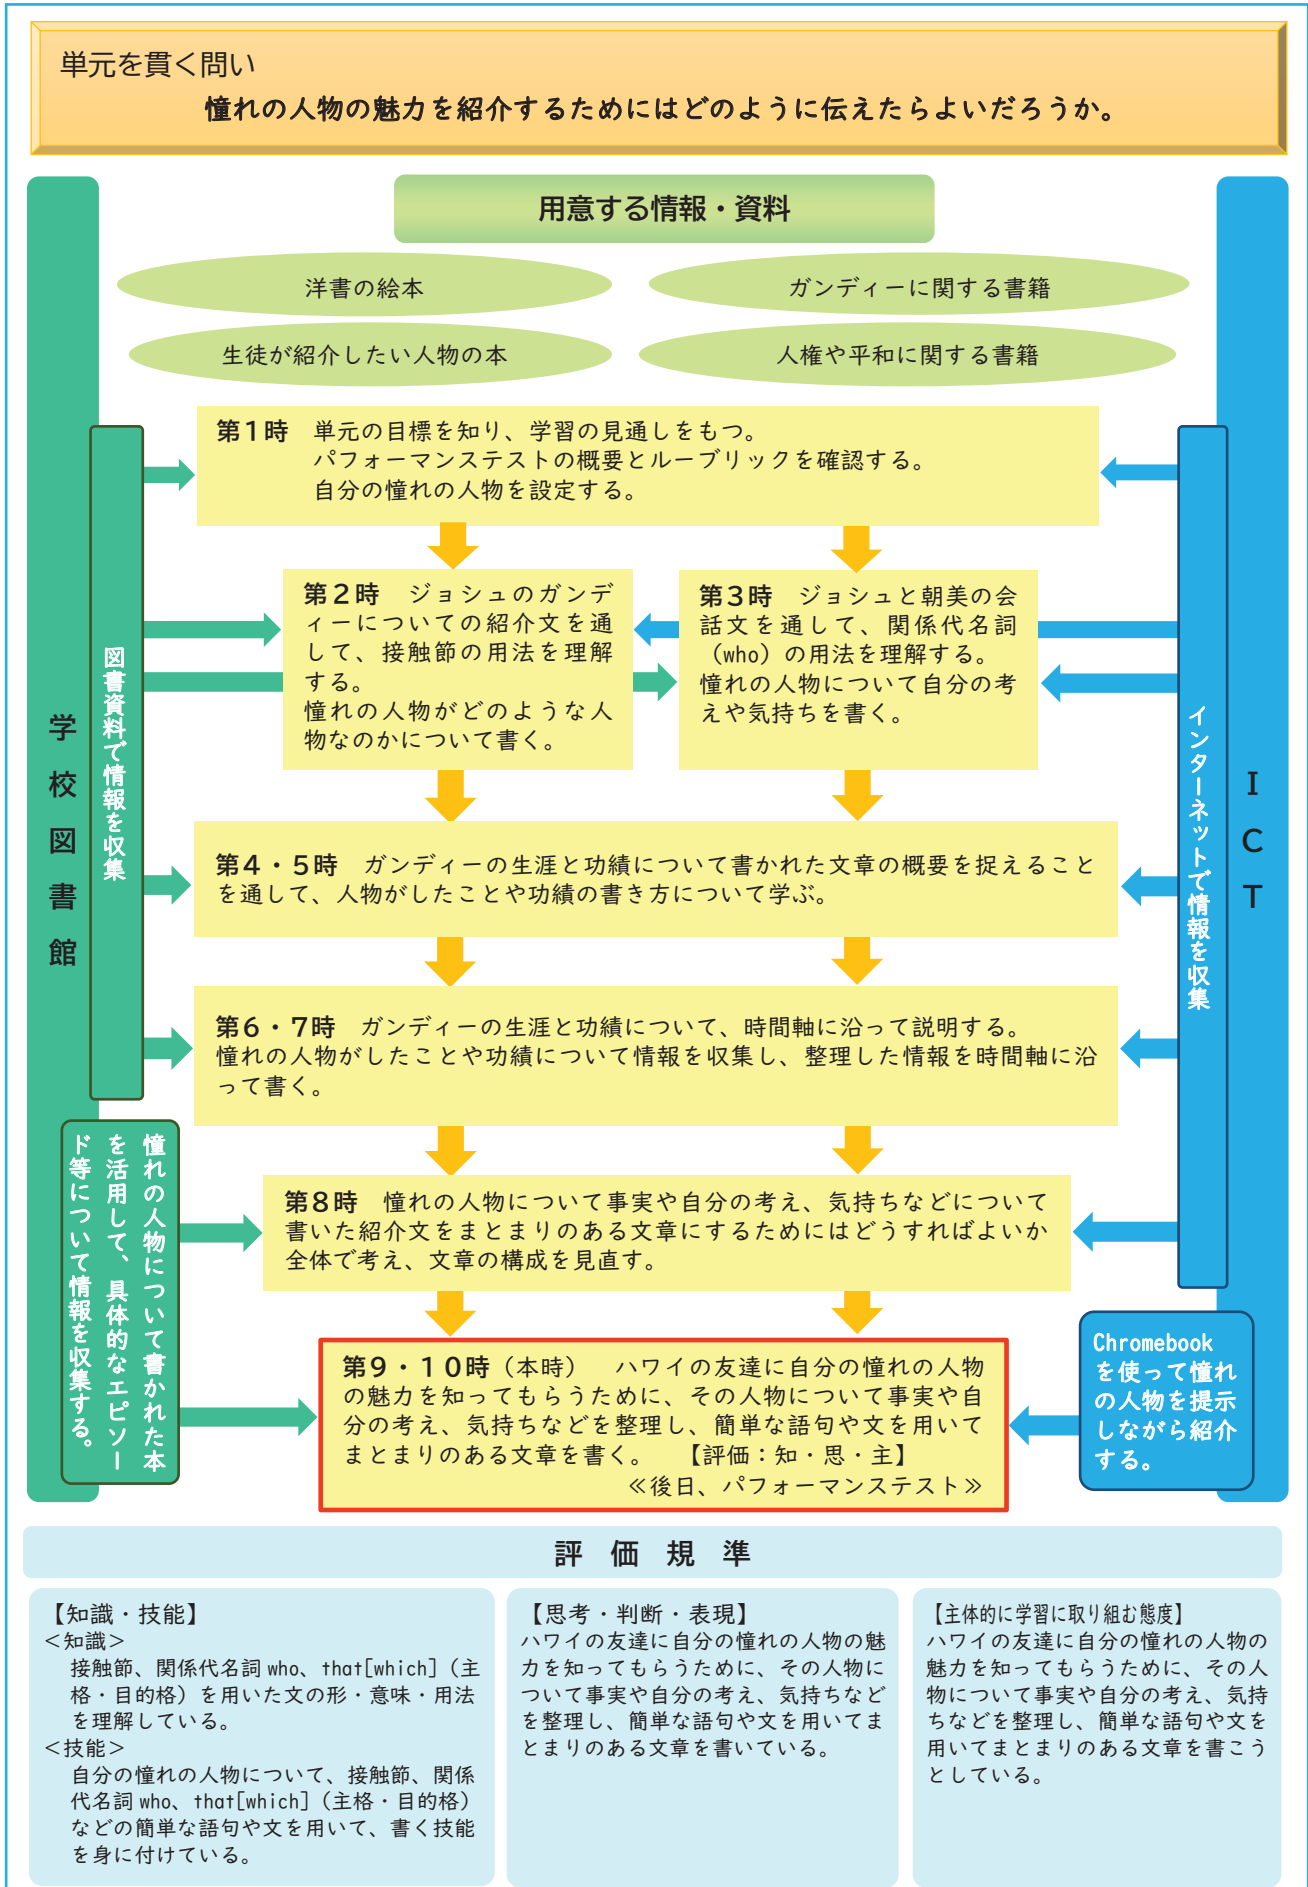 単元を貫く問い
憧れの人物の魅力を紹介するためにはどのように伝えたらよいだろうか。
用意する情報・資料
洋書の絵本
ガンディーに関する書籍
生徒が紹介したい人物の本
人権や平和に関する書籍
学校図書館
図書資料で情報を収集
憧れの人物について書かれた本
を活用して、具体的なエピソー
ド等について情報を収集する。
第1時　単元の目標を知り、学習の見通しをもつ。
パフォーマンステストの概要とルーブリックを確認する。
自分の憧れの人物を設定する。
第2時　ジョシュのガンデ
ィーについての紹介文を通
して、接触節の用法を理解
する。
憧れの人物がどのような人
物なのかについて書く。
第3時　ジョシュと朝美の会
話文を通して、関係代名詞
（who）の用法を理解する。
憧れの人物について自分の考
えや気持ちを書く。
第4・5時　ガンディーの生涯と功績について書かれた文章の概要を捉えること
を通して、人物がしたことや功績の書き方について学ぶ。
第6・7時　ガンディーの生涯と功績について、時間軸に沿って説明する。
憧れの人物がしたことや功績について情報を収集し、整理した情報を時間軸に沿
って書く。
第8時　憧れの人物について事実や自分の考え、気持ちなどについて
書いた紹介文をまとまりのある文章にするためにはどうすればよいか
全体で考え、文章の構成を見直す。
第9・10時（本時）　ハワイの友達に自分の憧れの人物
の魅力を知ってもらうために、その人物について事実や自
分の考え、気持ちなどを整理し、簡単な語句や文を用いて
まとまりのある文章を書く。　【評価：知・思・主】
≪後日、パフォーマンステスト≫
ICT
インターネットで情報を収集
Chromebook
を使って憧れ
の人物を提示
しながら紹介
する。
評価規準
【知識・技能】
＜知識＞
接触節、関係代名詞 who、that[which]（主
格・目的格）を用いた文の形・意味・用法
を理解している。
＜技能＞
自分の憧れの人物について、接触節、関係
代名詞 who、that[which]（主格・目的格）
などの簡単な語句や文を用いて、書く技能
を身に付けている。
【思考・判断・表現】
ハワイの友達に自分の憧れの人物の魅
力を知ってもらうために、その人物に
ついて事実や自分の考え、気持ちなど
を整理し、簡単な語句や文を用いてま
とまりのある文章を書いている。
【主体的に学習に取り組む態度】
ハワイの友達に自分の憧れの人物の
魅力を知ってもらうために、その人
物について事実や自分の考え、気持
ちなどを整理し、簡単な語句や文を
用いてまとまりのある文章を書こう
としている。